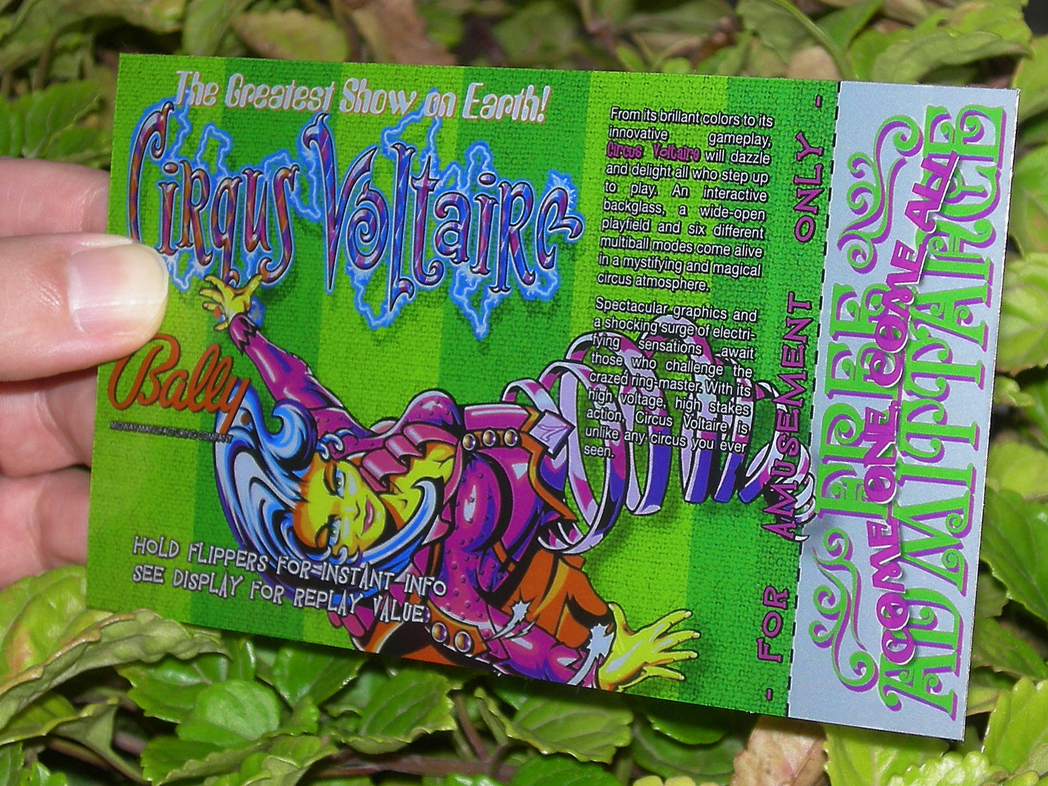 The Greatest Show on Earth!
Cirqus Voltaire
From its brilliant colors to its
innovative gameplay,
Circus Voltaire will dazzle
and delight all who step up
to play. An interactive
backglass, a wide-open
playfield and six different
multiball modes come alive
in a mystifying and magical
circus atmosphere.
Spectacular graphics and
a shocking surge of electri-
fying sensations await
those who challenge the
crazed ring-master. With its
high voltage, high stakes
action, Circus Voltaire is
unlike any circus you ever
seen.
Bally
MIDWAY MANUFACTURING COMPANY
HOLD FLIPPERS FOR INSTANT INFO
SEE DISPLAY FOR REPLAY VALUE
- FOR AMUSEMENT ONLY -
FREE
COME ONE COME ALL
ADMITTANCE